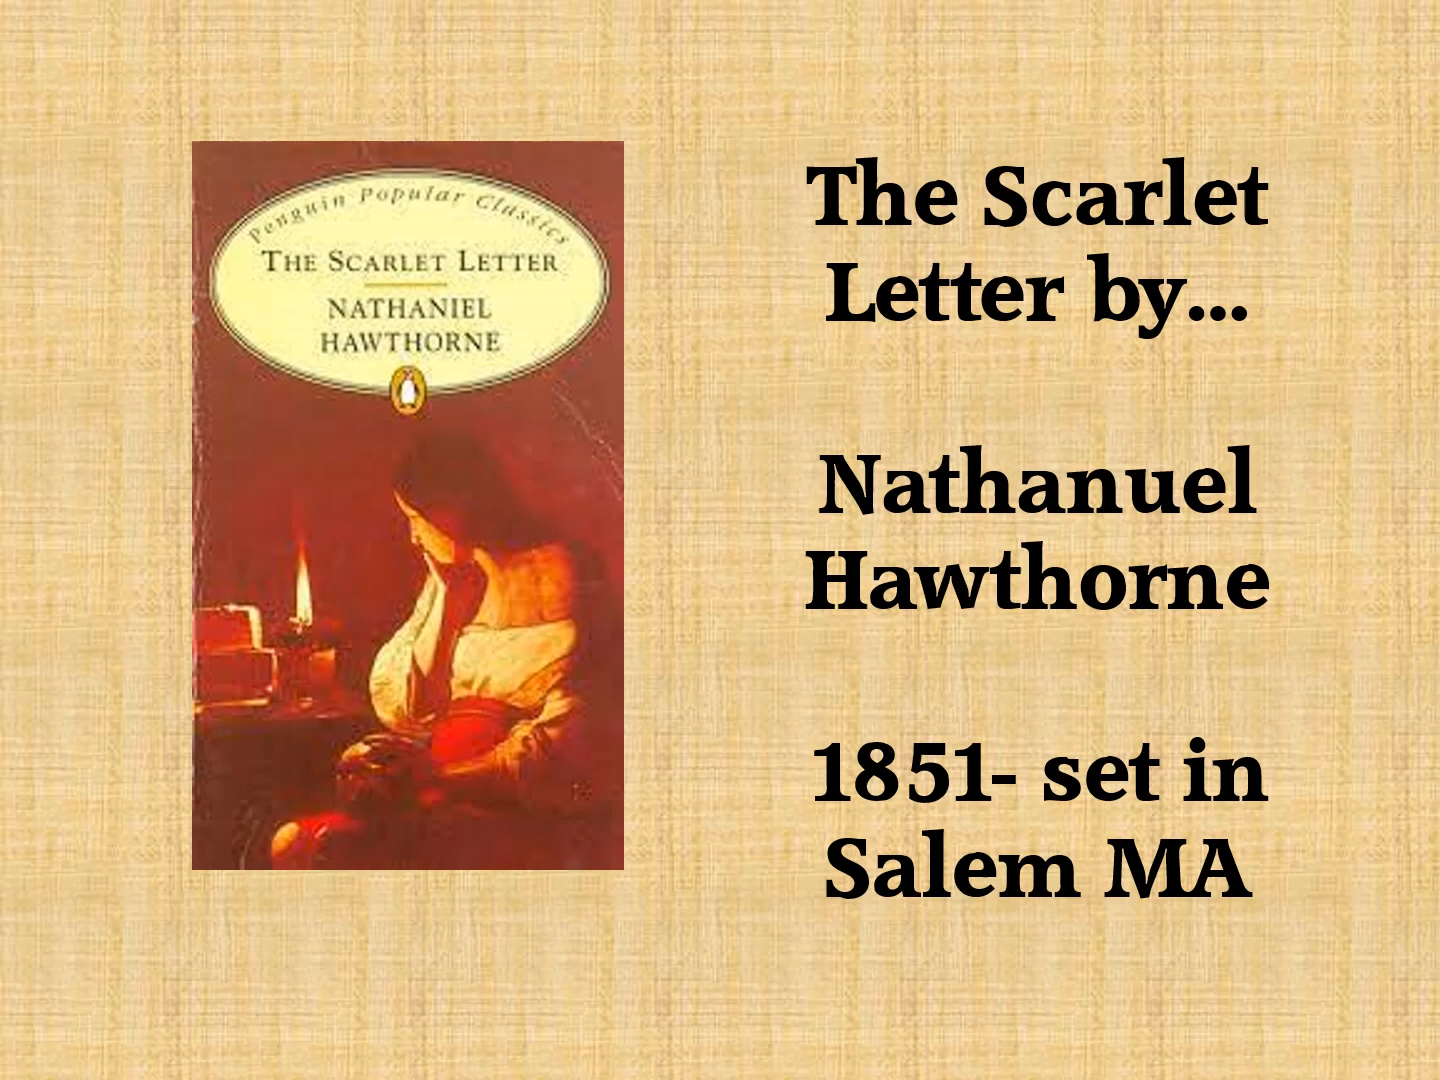 Penguin Popular Classics
THE SCARLET LETTER
NATHANIEL
HAWTHORNE
The Scarlet
Letter by...
Nathanuel
Hawthorne
1851- set in
Salem MA